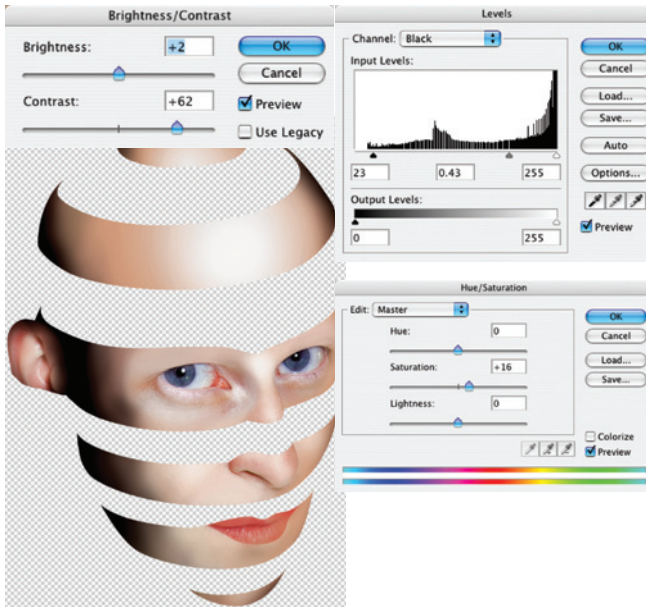 Brightness/Contrast
Brightness: +2 OK
Cancel
Contrast: +62 Preview
Use Legacy
Levels
Channel: Black OK
Input Levels: Cancel
Load...
Save...
Auto
23 0.43 255 Options...
Output Levels:
Preview
0 255
Hue/Saturation
Edit: Master OK
Hue: 0 Cancel
Saturation: +16 Load...
Save...
Lightness: 0
Colorize
Preview